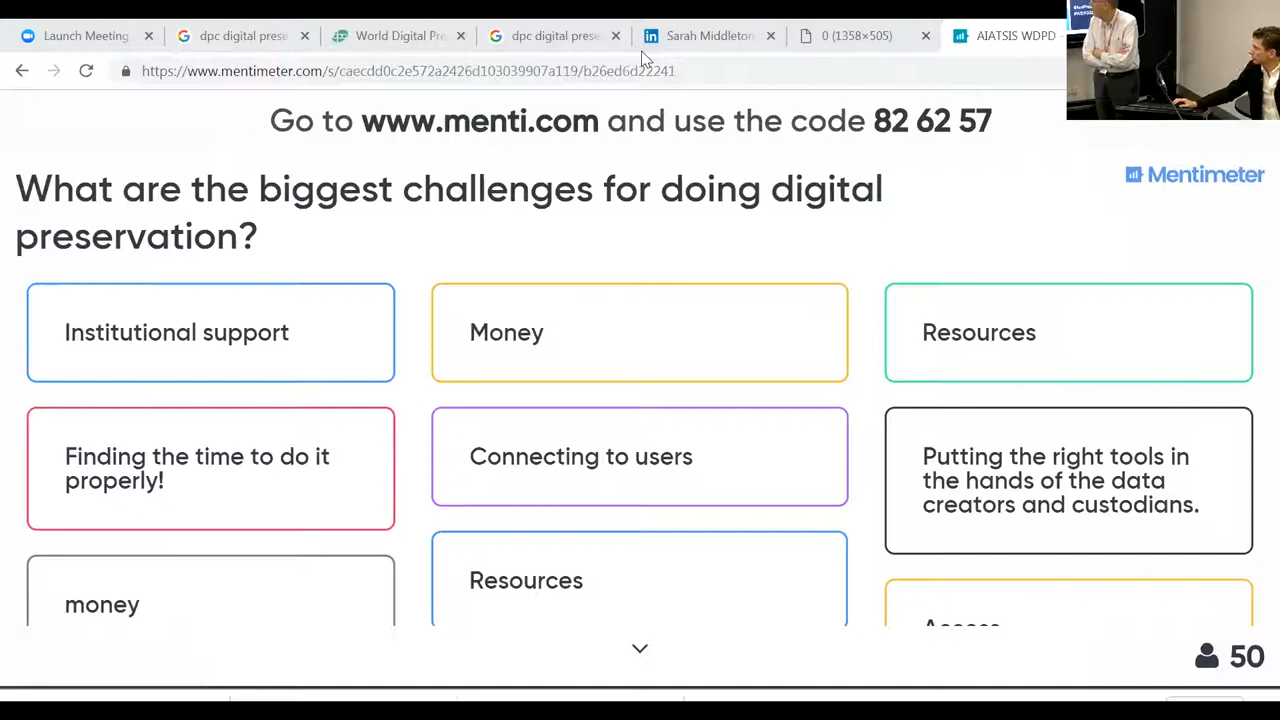 Launch Meeting
dpc digital prese
World Digital Pr
dpc digital prese
Sarah Middleton
0 (1358×505)
AIATSIS WDPD
https://www.mentimeter.com/s/caecdd0c2e572a2426d103039907a119/b26ed6d22241
Go to www.menti.com and use the code 82 62 57
What are the biggest challenges for doing digital
preservation?
Mentimeter
Institutional support
Money
Resources
Finding the time to do it
properly!
Connecting to users
Putting the right tools in
the hands of the data
creators and custodians.
money
Resources
Access
50